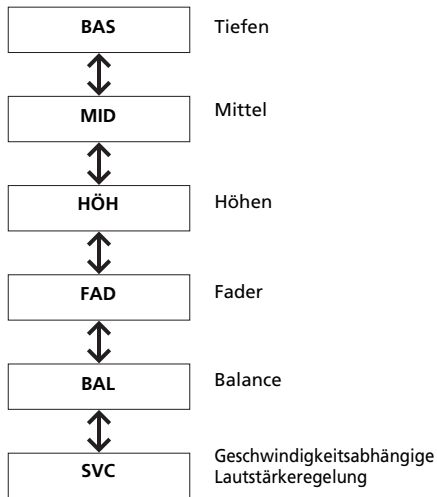 BAS Tiefen
MID Mittel
HÖH Höhen
FAD Fader
BAL Balance
SVC Geschwindigkeitsabhängige
Lautstärkeregelung